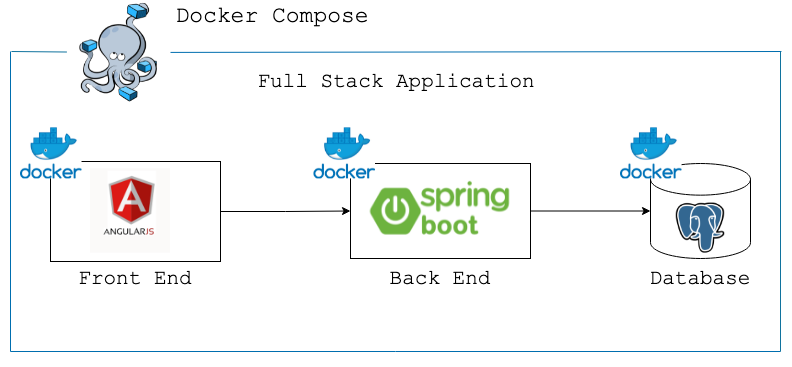 Docker Compose
Full Stack Application
docker
docker
docker
ANGULARJS
spring
boot
Front End
Back End
Database